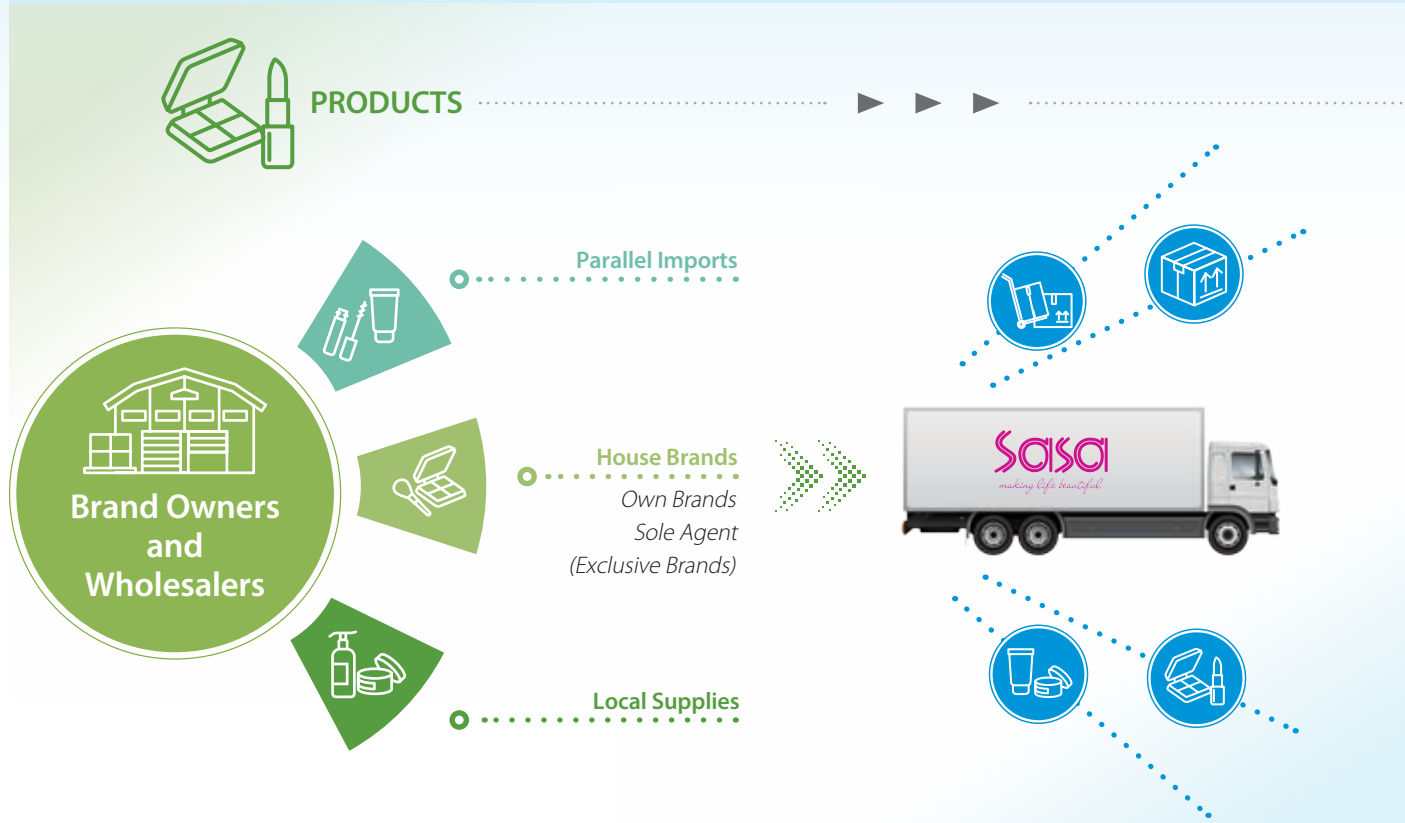 PRODUCTS
Parallel Imports
Brand Owners
and
Wholesalers
House Brands
Own Brands
Sole Agent
(Exclusive Brands)
Local Supplies
Sasa
making life beautiful